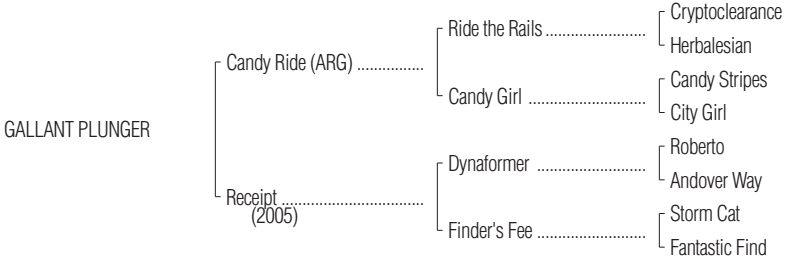 Cryptoclearance
Ride the Rails ........................
Herbalesian
Candy Ride (ARG) ................
Candy Stripes
Candy Girl ............................
City Girl
GALLANT PLUNGER
Roberto
Dynaformer ..........................
Andover Way
Receipt ..................................
(2005)
Storm Cat
Finder's Fee ..........................
Fantastic Find